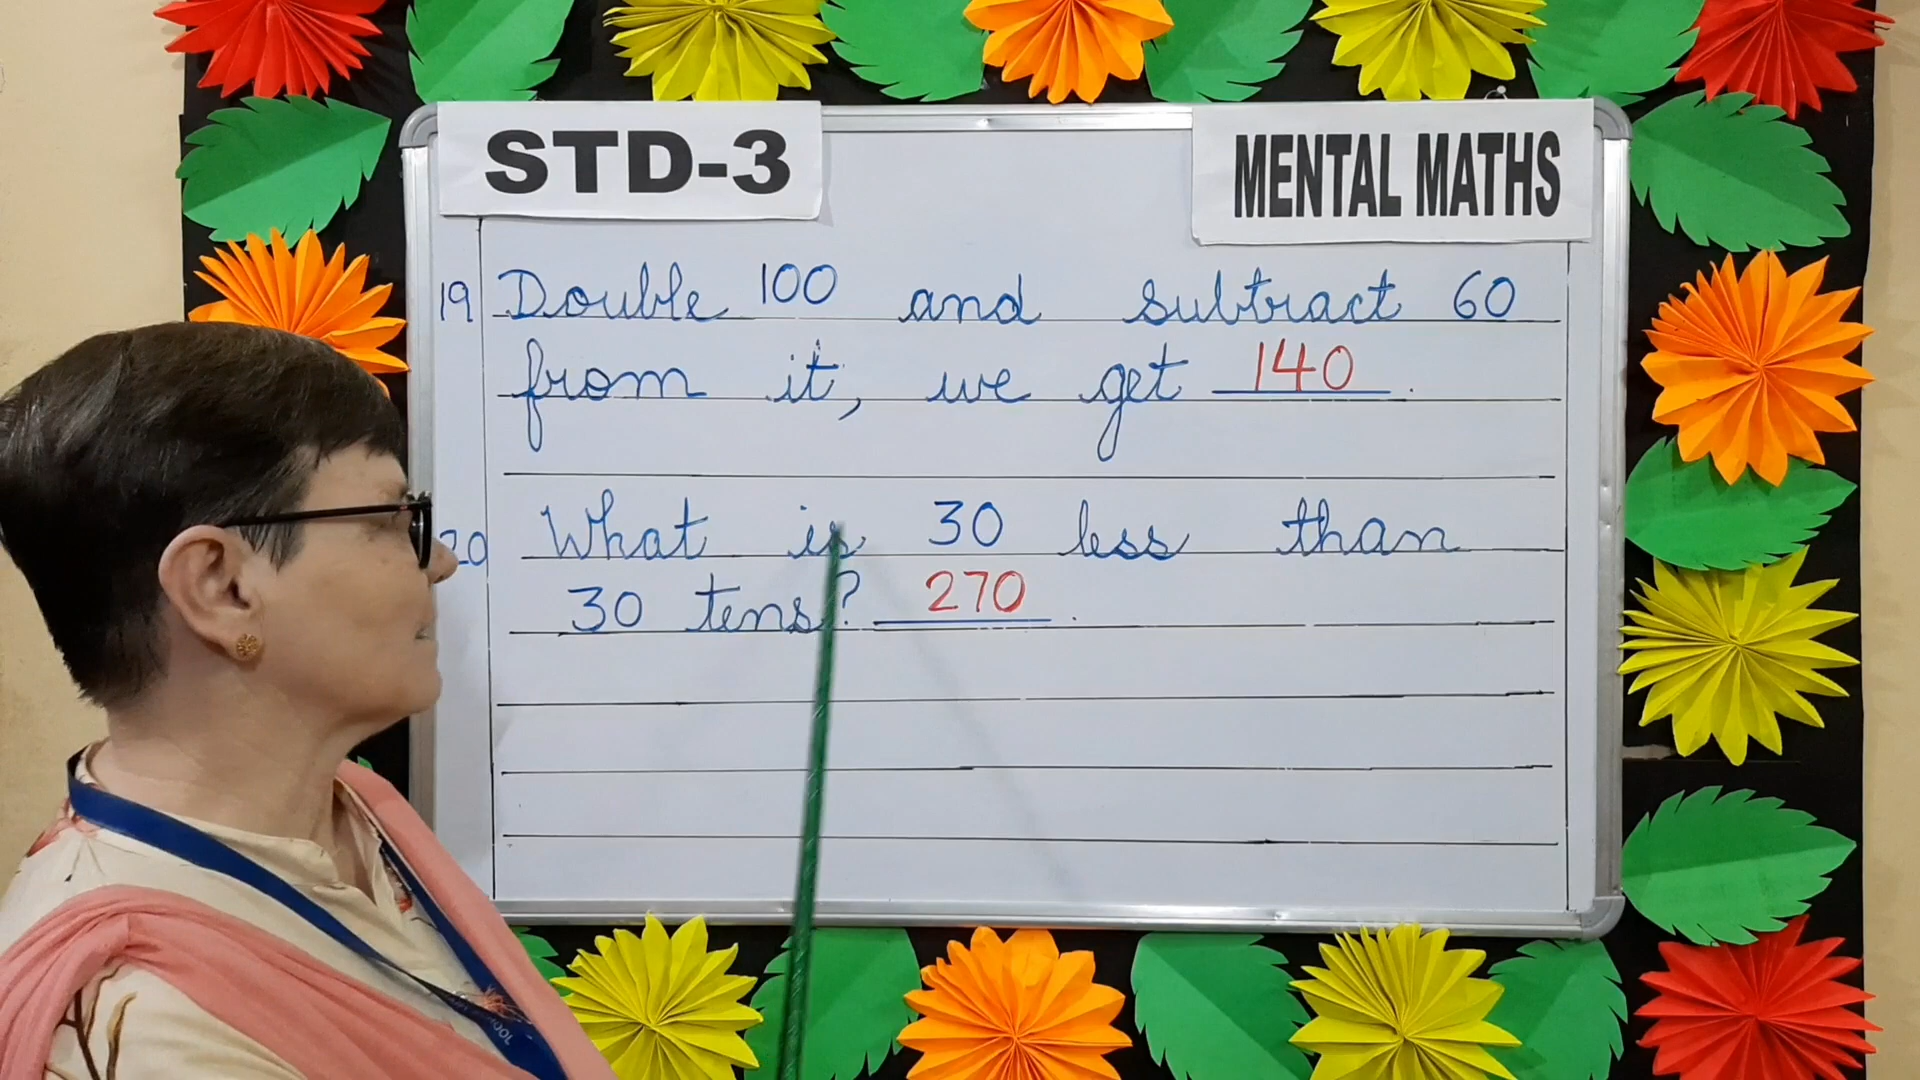 STD-3
MENTAL MATHS
19 Double 100 and subtract 60
from it, we get 140.
20 What is 30 less than
30 tens? 270.